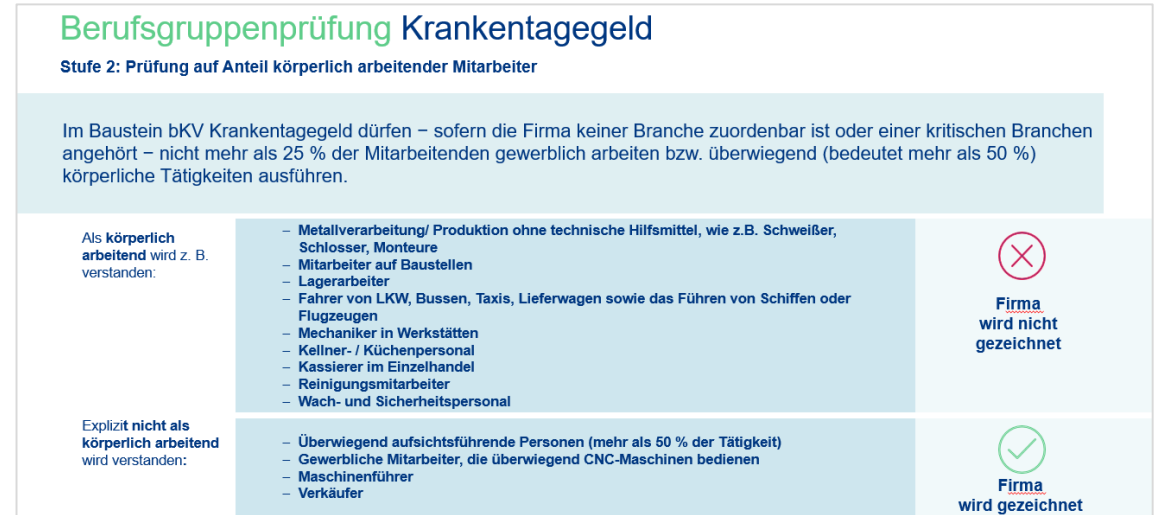 Berufsgruppenprüfung Krankentagegeld
Stufe 2: Prüfung auf Anteil körperlich arbeitender Mitarbeiter
Im Baustein bKV Krankentagegeld dürfen − sofern die Firma keiner Branche zuordenbar ist oder einer kritischen Branchen
angehört − nicht mehr als 25 % der Mitarbeitenden gewerblich arbeiten bzw. überwiegend (bedeutet mehr als 50 %)
körperliche Tätigkeiten ausführen.
Als körperlich
arbeitend wird z. B.
verstanden:
– Metallverarbeitung/ Produktion ohne technische Hilfsmittel, wie z.B. Schweißer,
Schlosser, Monteure
– Mitarbeiter auf Baustellen
– Lagerarbeiter
– Fahrer von LKW, Bussen, Taxis, Lieferwagen sowie das Führen von Schiffen oder
Flugzeugen
– Mechaniker in Werkstätten
– Kellner- / Küchenpersonal
– Kassierer im Einzelhandel
– Reinigungsmitarbeiter
– Wach- und Sicherheitspersonal
Firma
wird nicht
gezeichnet
Explizit nicht als
körperlich arbeitend
wird verstanden:
– Überwiegend aufsichtsführende Personen (mehr als 50 % der Tätigkeit)
– Gewerbliche Mitarbeiter, die überwiegend CNC-Maschinen bedienen
– Maschinenführer
– Verkäufer
Firma
wird gezeichnet